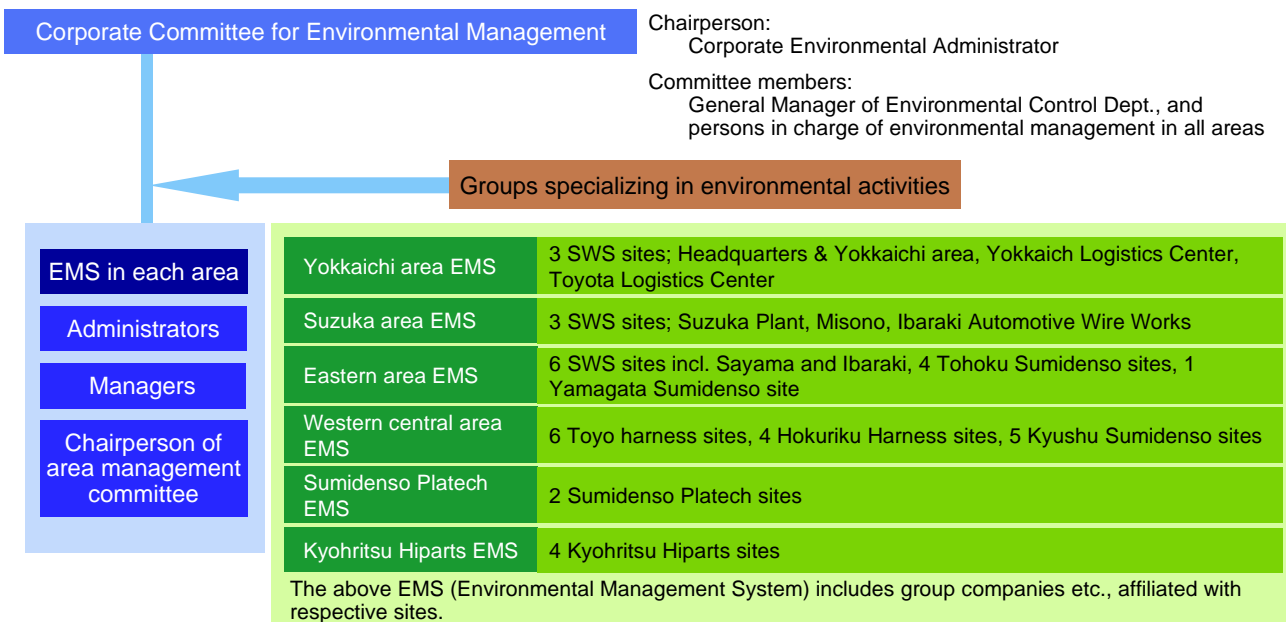 Corporate Committee for Environmental Management
Chairperson:
Corporate Environmental Administrator
Committee members:
General Manager of Environmental Control Dept., and
persons in charge of environmental management in all areas
Groups specializing in environmental activities
EMS in each area
Administrators
Managers
Chairperson of
area management
committee
Yokkaichi area EMS
3 SWS sites; Headquarters & Yokkaichi area, Yokkaich Logistics Center,
Toyota Logistics Center
Suzuka area EMS
3 SWS sites; Suzuka Plant, Misono, Ibaraki Automotive Wire Works
Eastern area EMS
6 SWS sites incl. Sayama and Ibaraki, 4 Tohoku Sumidenso sites, 1
Yamagata Sumidenso site
Western central area
EMS
6 Toyo harness sites, 4 Hokuriku Harness sites, 5 Kyushu Sumidenso sites
Sumidenso Platech
EMS
2 Sumidenso Platech sites
Kyohritsu Hiparts EMS
4 Kyohritsu Hiparts sites
The above EMS (Environmental Management System) includes group companies etc., affiliated with
respective sites.